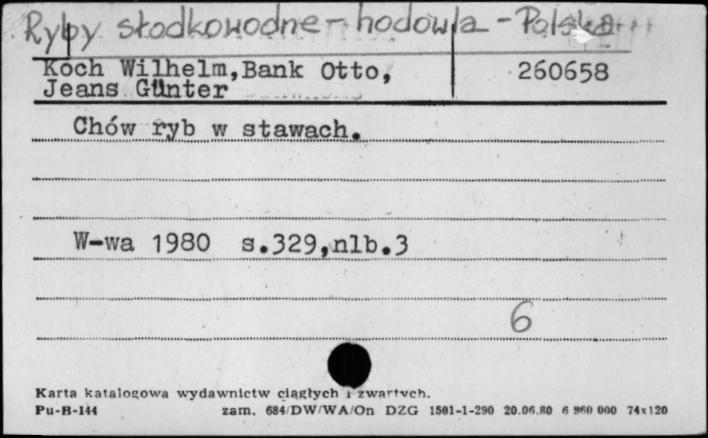 Ryby słodkowodne - hodowla - Polska
Koch Wilhelm,Bank Otto, 260658
Jeans Günter
Chów ryb w stawach.
W-wa 1980 s.329,nlb.3
6
Karta katalogowa wydawnictw ciągłych i zwartych.
Pu-B-144 zam. 684/DW/WA/On DZG 1501-1-290 20.06.80 6 960 000 74x120